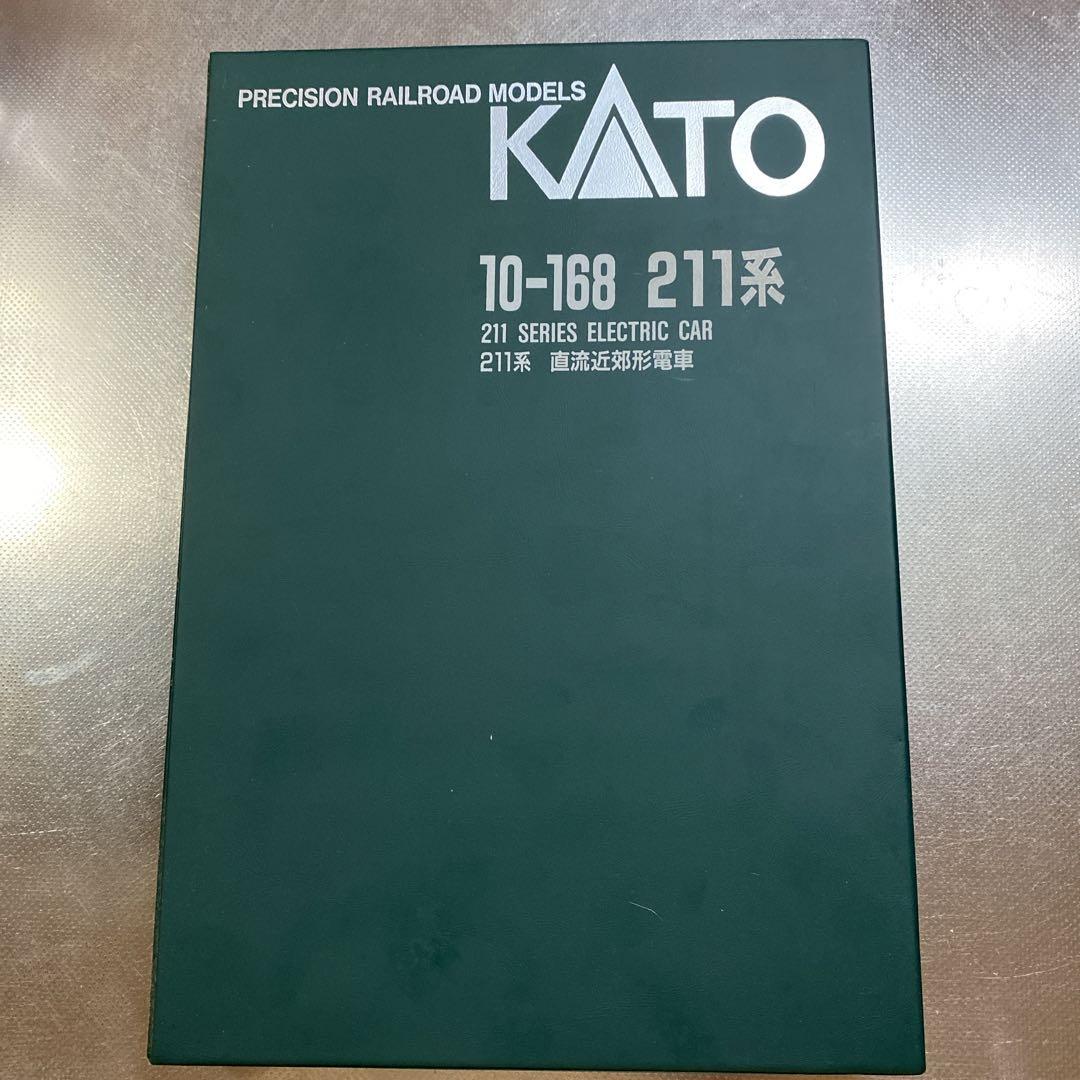 PRECISION RAILROAD MODELS
KATO
10-168 211系
211 SERIES ELECTRIC CAR
211系 直流近郊形電車